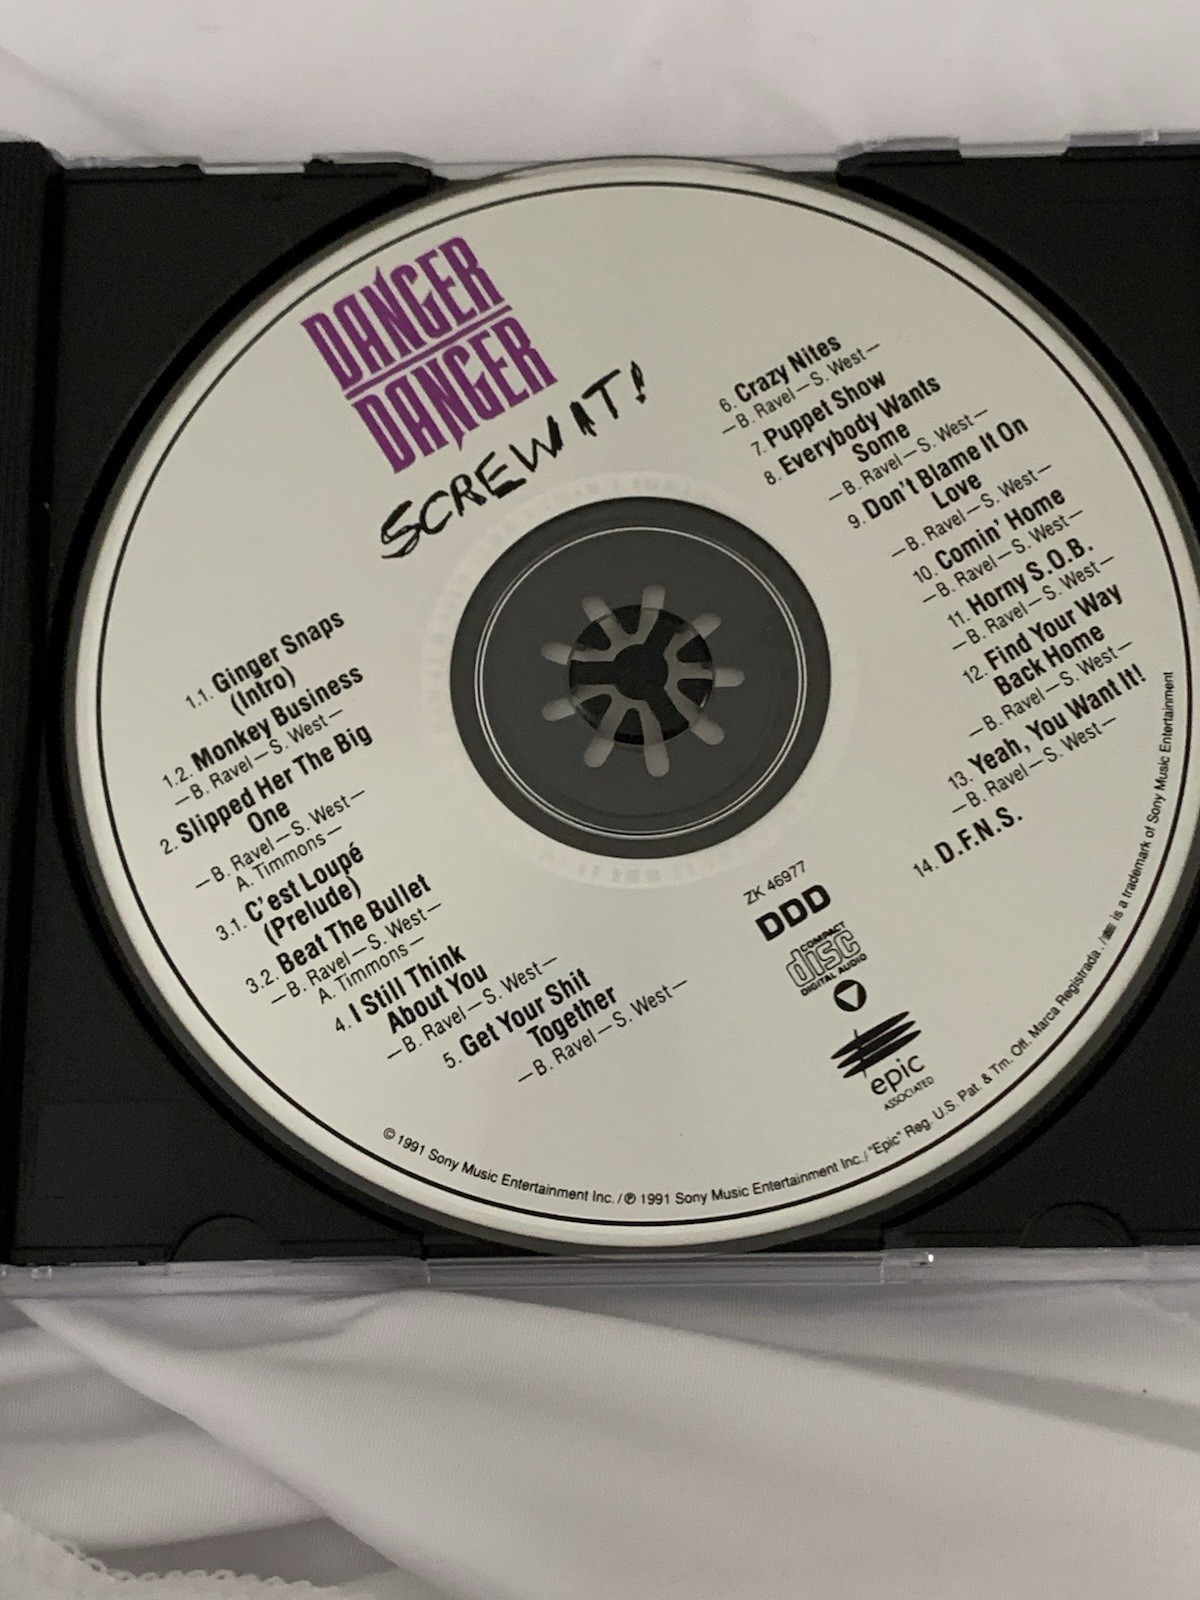 DANGER
DANGER
SCREW IT!
1.1. Ginger Snaps
(Intro)
1.2. Monkey Business
—B. Ravel—S. West—
2. Slipped Her The Big
One
—B. Ravel—S. West—
A. Timmons—
3.1. C'est Loupé
(Prelude)
3.2. Beat The Bullet
—B. Ravel—S. West—
A. Timmons—
4. I Still Think
About You
—B. Ravel—S. West—
5. Get Your Shit
Together
—B. Ravel—S. West—
6. Crazy Nites
—B. Ravel—S. West—
7. Puppet Show
8. Everybody Wants
Some
—B. Ravel—S. West—
9. Don't Blame It On
Love
—B. Ravel—S. West—
10. Comin' Home
—B. Ravel—S. West—
11. Horny S.O.B.
—B. Ravel—S. West—
12. Find Your Way
Back Home
—B. Ravel—S. West—
13. Yeah, You Want It!
—B. Ravel—S. West—
14. D.F.N.S.
ZK 46977
DDD
COMPACT
disc
DIGITAL AUDIO
epic
ASSOCIATED
© 1991 Sony Music Entertainment Inc./℗ 1991 Sony Music Entertainment Inc./"Epic" Reg. U.S. Pat. & Tm. Off. Marca Registrada./ is a trademark of Sony Music Entertainment